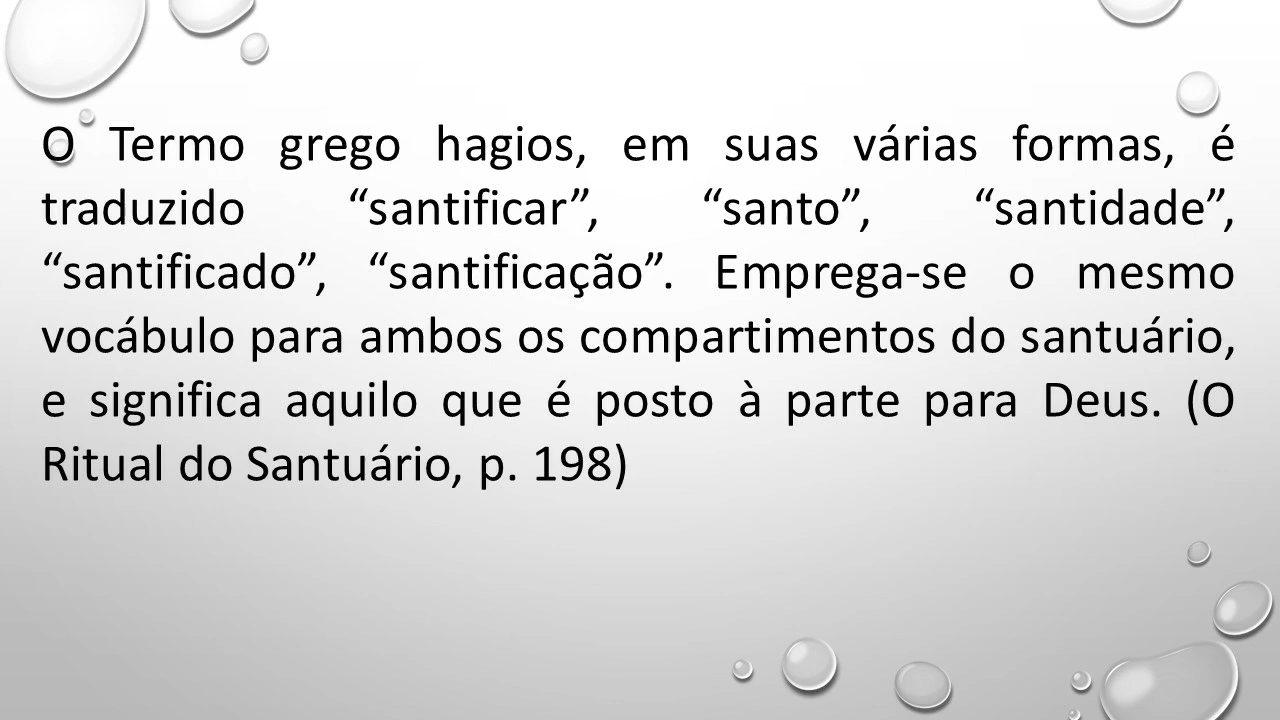 O Termo grego hagios, em suas várias formas, é
traduzido “santificar”, “santo”, “santidade”,
“santificado”, “santificação”. Emprega-se o mesmo
vocábulo para ambos os compartimentos do santuário,
e significa aquilo que é posto à parte para Deus. (O
Ritual do Santuário, p. 198)